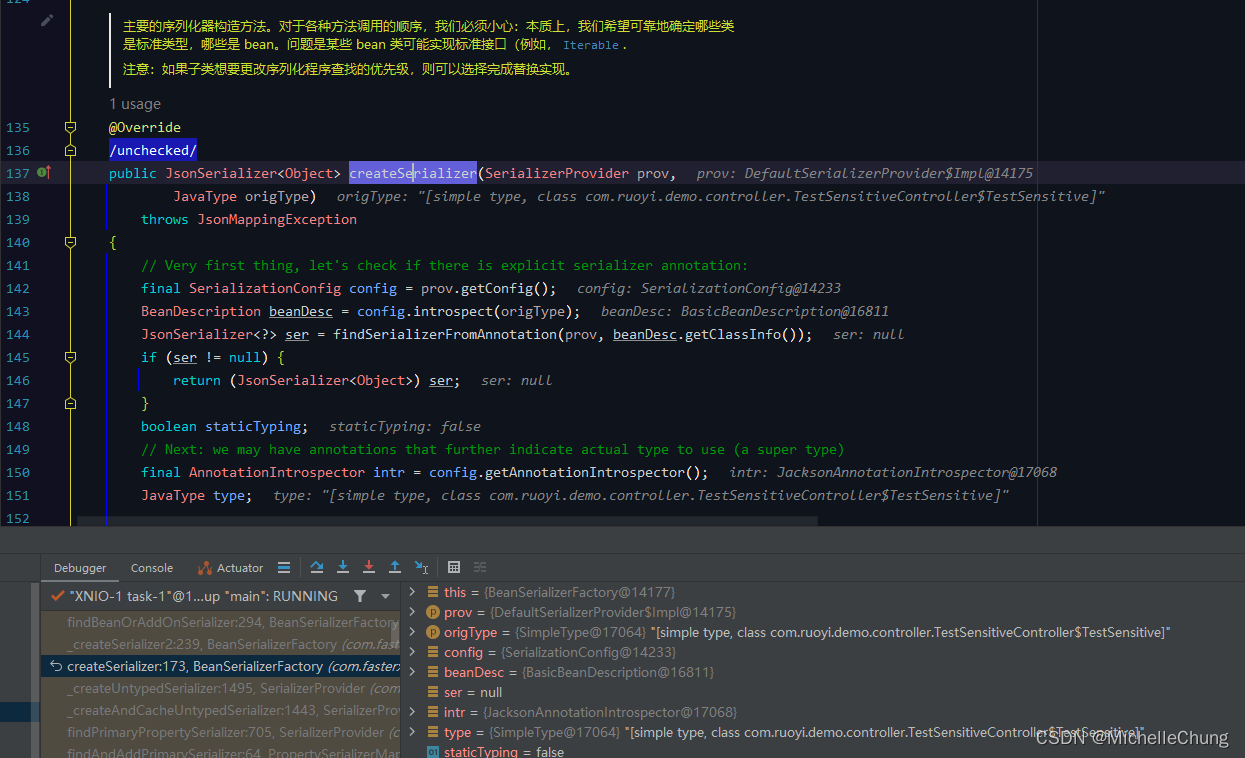 124
主要的序列化器构造方法。对于各种方法调用的顺序，我们必须小心：本质上，我们希望可靠地确定哪些类
是标准类型，哪些是 bean。问题是某些 bean 类可能实现标准接口（例如， Iterable .
注意：如果子类想要更改序列化程序查找的优先级，则可以选择完成替换实现。
1 usage
135 @Override
136 /unchecked/
137 public JsonSerializer<Object> createSerializer(SerializerProvider prov, prov: DefaultSerializerProvider$Impl@14175
138 JavaType origType) origType: "[simple type, class com.ruoyi.demo.controller.TestSensitiveController$TestSensitive]"
139 throws JsonMappingException
140 {
141 // Very first thing, let's check if there is explicit serializer annotation:
142 final SerializationConfig config = prov.getConfig(); config: SerializationConfig@14233
143 BeanDescription beanDesc = config.introspect(origType); beanDesc: BasicBeanDescription@16811
144 JsonSerializer<?> ser = findSerializerFromAnnotation(prov, beanDesc.getClassInfo()); ser: null
145 if (ser != null) {
146 return (JsonSerializer<Object>) ser; ser: null
147 }
148 boolean staticTyping; staticTyping: false
149 // Next: we may have annotations that further indicate actual type to use (a super type)
150 final AnnotationIntrospector intr = config.getAnnotationIntrospector(); intr: JacksonAnnotationIntrospector@17068
151 JavaType type; type: "[simple type, class com.ruoyi.demo.controller.TestSensitiveController$TestSensitive]"
152
Debugger Console Actuator
"XNIO-1 task-1"@1...up "main": RUNNING
findBeanOrAddOnSerializer:294, BeanSerializerFactory
_createSerializer2:239, BeanSerializerFactory (com.fast
createSerializer:173, BeanSerializerFactory (com.faster
_createUntypedSerializer:1495, SerializerProvider (com
_createAndCacheUntypedSerializer:1443, SerializerPro
findPrimaryPropertySerializer:705, SerializerProvider (c
findAndAddPrimarySerializer:64, PropertySerializerMa
this = {BeanSerializerFactory@14177}
prov = {DefaultSerializerProvider$Impl@14175}
origType = {SimpleType@17064} "[simple type, class com.ruoyi.demo.controller.TestSensitiveController$TestSensitive]"
config = {SerializationConfig@14233}
beanDesc = {BasicBeanDescription@16811}
ser = null
intr = {JacksonAnnotationIntrospector@17068}
type = {SimpleType@17064} "[simple type, class com.ruoyi.demo.controller.TestSensitiveController$TestSensitive]"
staticTyping = false
CSDN @MichelleChung